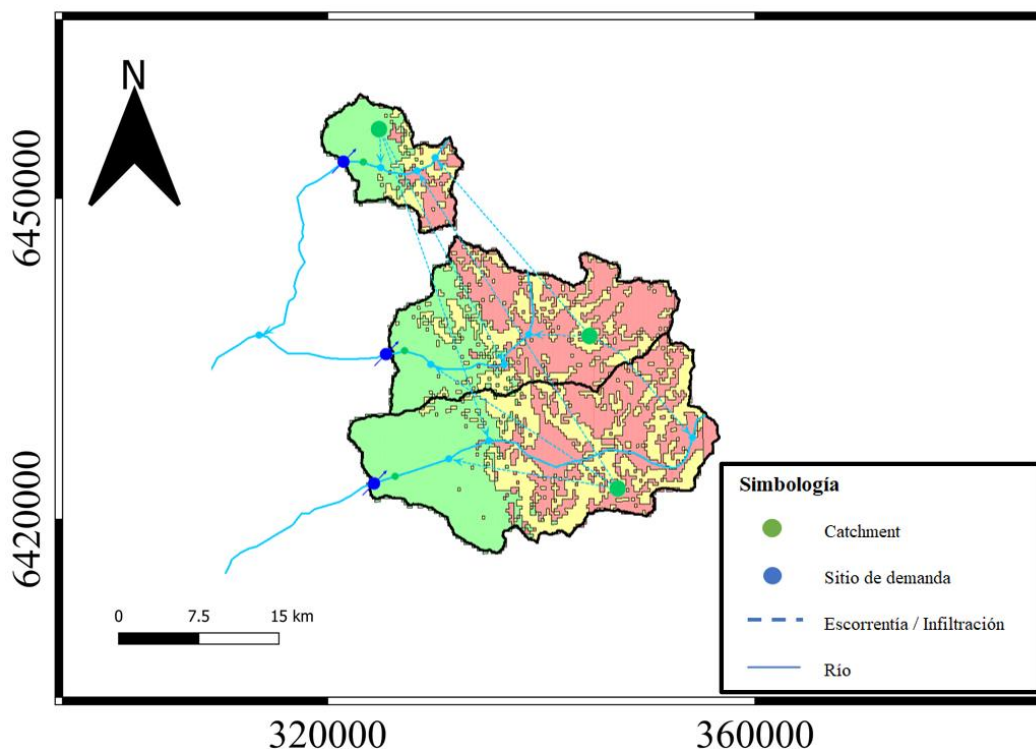 N
6450000
6420000
0 7.5 15 km
Simbología
Catchment
Sitio de demanda
Escorrentía / Infiltración
Río
320000 360000